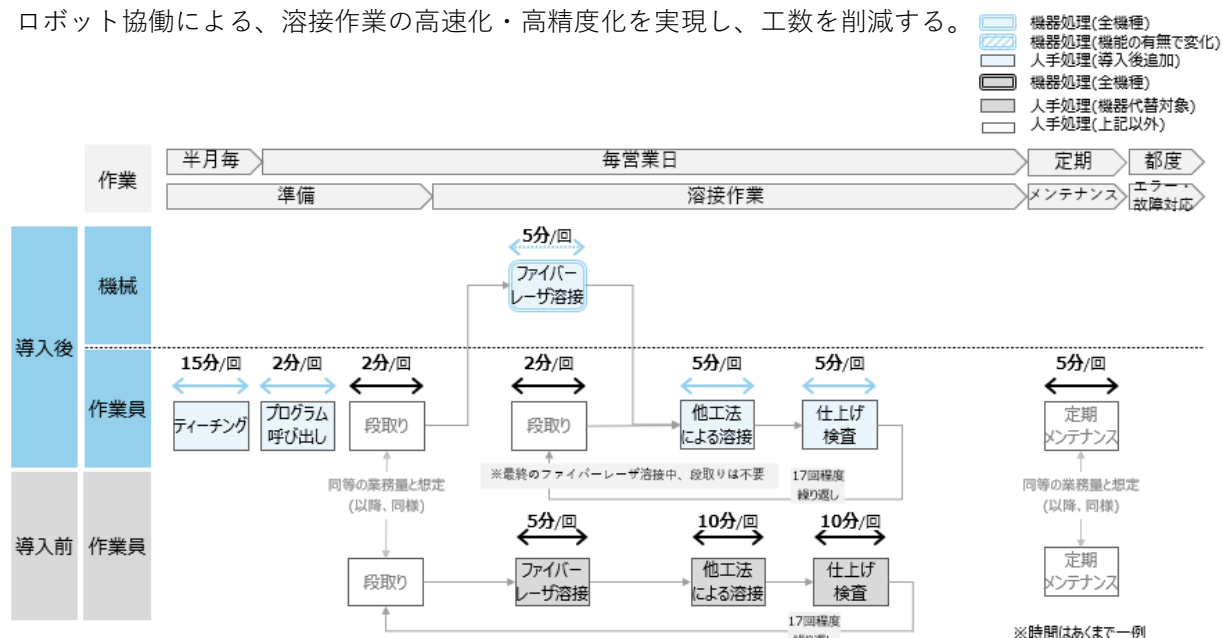 ロボット協働による、溶接作業の高速化・高精度化を実現し、工数を削減する。
機器処理(全機種)
機器処理(機能の有無で変化)
人手処理(導入後追加)
機器処理(全機種)
人手処理(機器代替対象)
人手処理(上記以外)
作業
半月毎
毎営業日
定期
都度
準備
溶接作業
メンテナンス
エラー・
故障対応
導入後
機械
5分/回
ファイバー
レーザ溶接
作業員
15分/回
2分/回
2分/回
2分/回
5分/回
5分/回
5分/回
ティーチング
プログラム
呼び出し
段取り
段取り
他工法
による溶接
仕上げ
検査
定期
メンテナンス
※最終のファイバーレーザ溶接中、段取りは不要
17回程度
繰り返し
同等の業務量と想定
(以降、同様)
同等の業務量と想定
(以降、同様)
導入前
作業員
5分/回
10分/回
10分/回
段取り
ファイバー
レーザ溶接
他工法
による溶接
仕上げ
検査
定期
メンテナンス
17回程度
※時間はあくまで一例